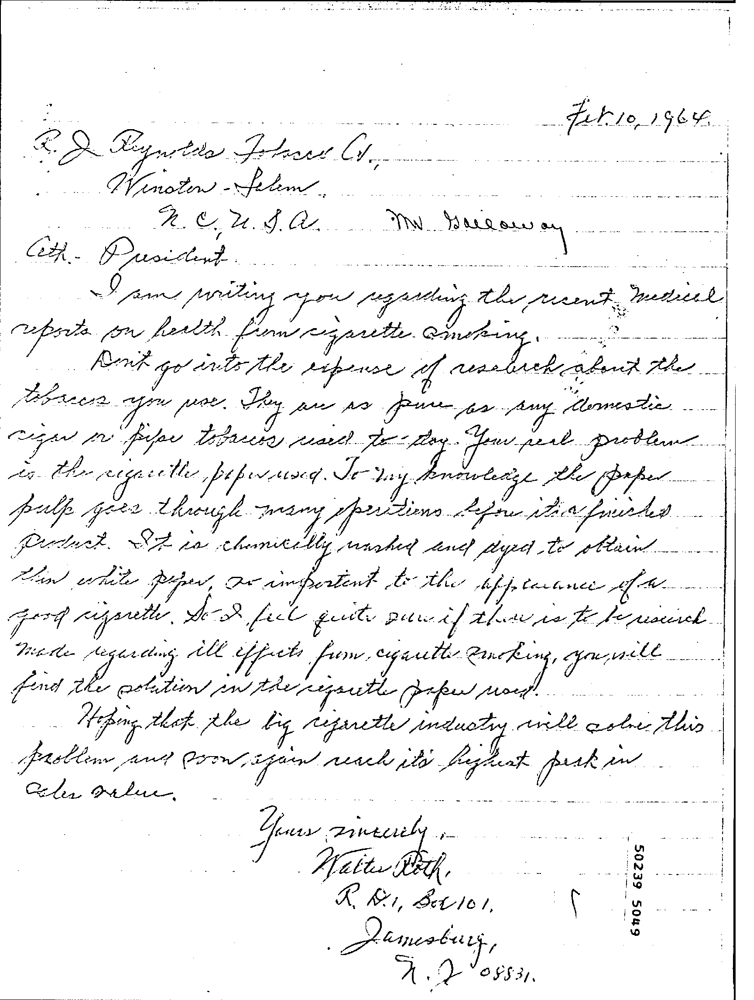 Feb. 10, 1964.
R. J. Reynolds Tobacco Co.,
Winston-Salem,
N. C., U. S. A.
Mr Galloway
Att. - President.
I am writing you regarding the recent medical
reports on health from cigarette smoking.
Don't go into the expense of research about the
tobaccos you use. They are as pure as any domestic
cigar or pipe tobaccos used to-day. Your real problem
is the cigarette paper used. To my knowledge the paper
pulp goes through many operations before its a finished
product. It is chemically washed and dyed to obtain
thin white paper, so important to the appearance of a
good cigarette. So I feel quite sure if there is to be research
made regarding ill effects from cigarette smoking, you will
find the solution in the cigarette paper used.
Hoping that the big cigarette industry will solve this
problem and soon again reach it's highest peak in
sales value.
Yours sincerely,
Walter Roth,
R. D. 1, Box 101,
Jamesburg,
N. J. 08831.
50239 5049